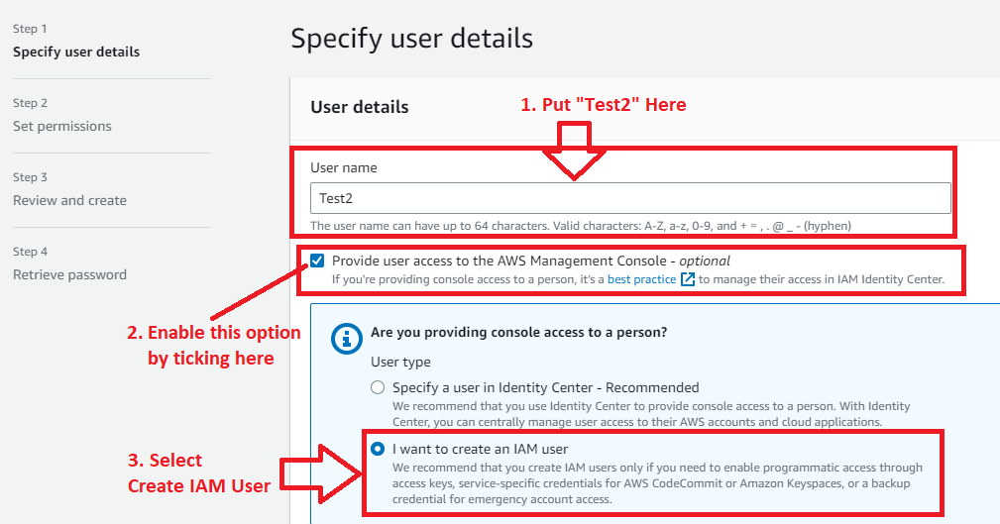 Step 1
Specify user details
Step 2
Set permissions
Step 3
Review and create
Step 4
Retrieve password
Specify user details
User details
1. Put "Test2" Here
User name
Test2
The user name can have up to 64 characters. Valid characters: A-Z, a-z, 0-9, and + = , . @ _ - (hyphen)
Provide user access to the AWS Management Console - optional
If you're providing console access to a person, it's a best practice to manage their access in IAM Identity Center.
2. Enable this option
by ticking here
Are you providing console access to a person?
User type
Specify a user in Identity Center - Recommended
We recommend that you use Identity Center to provide console access to a person. With Identity
Center, you can centrally manage user access to their AWS accounts and cloud applications.
3. Select
Create IAM User
I want to create an IAM user
We recommend that you create IAM users only if you need to enable programmatic access through
access keys, service-specific credentials for AWS CodeCommit or Amazon Keyspaces, or a backup
credential for emergency account access.